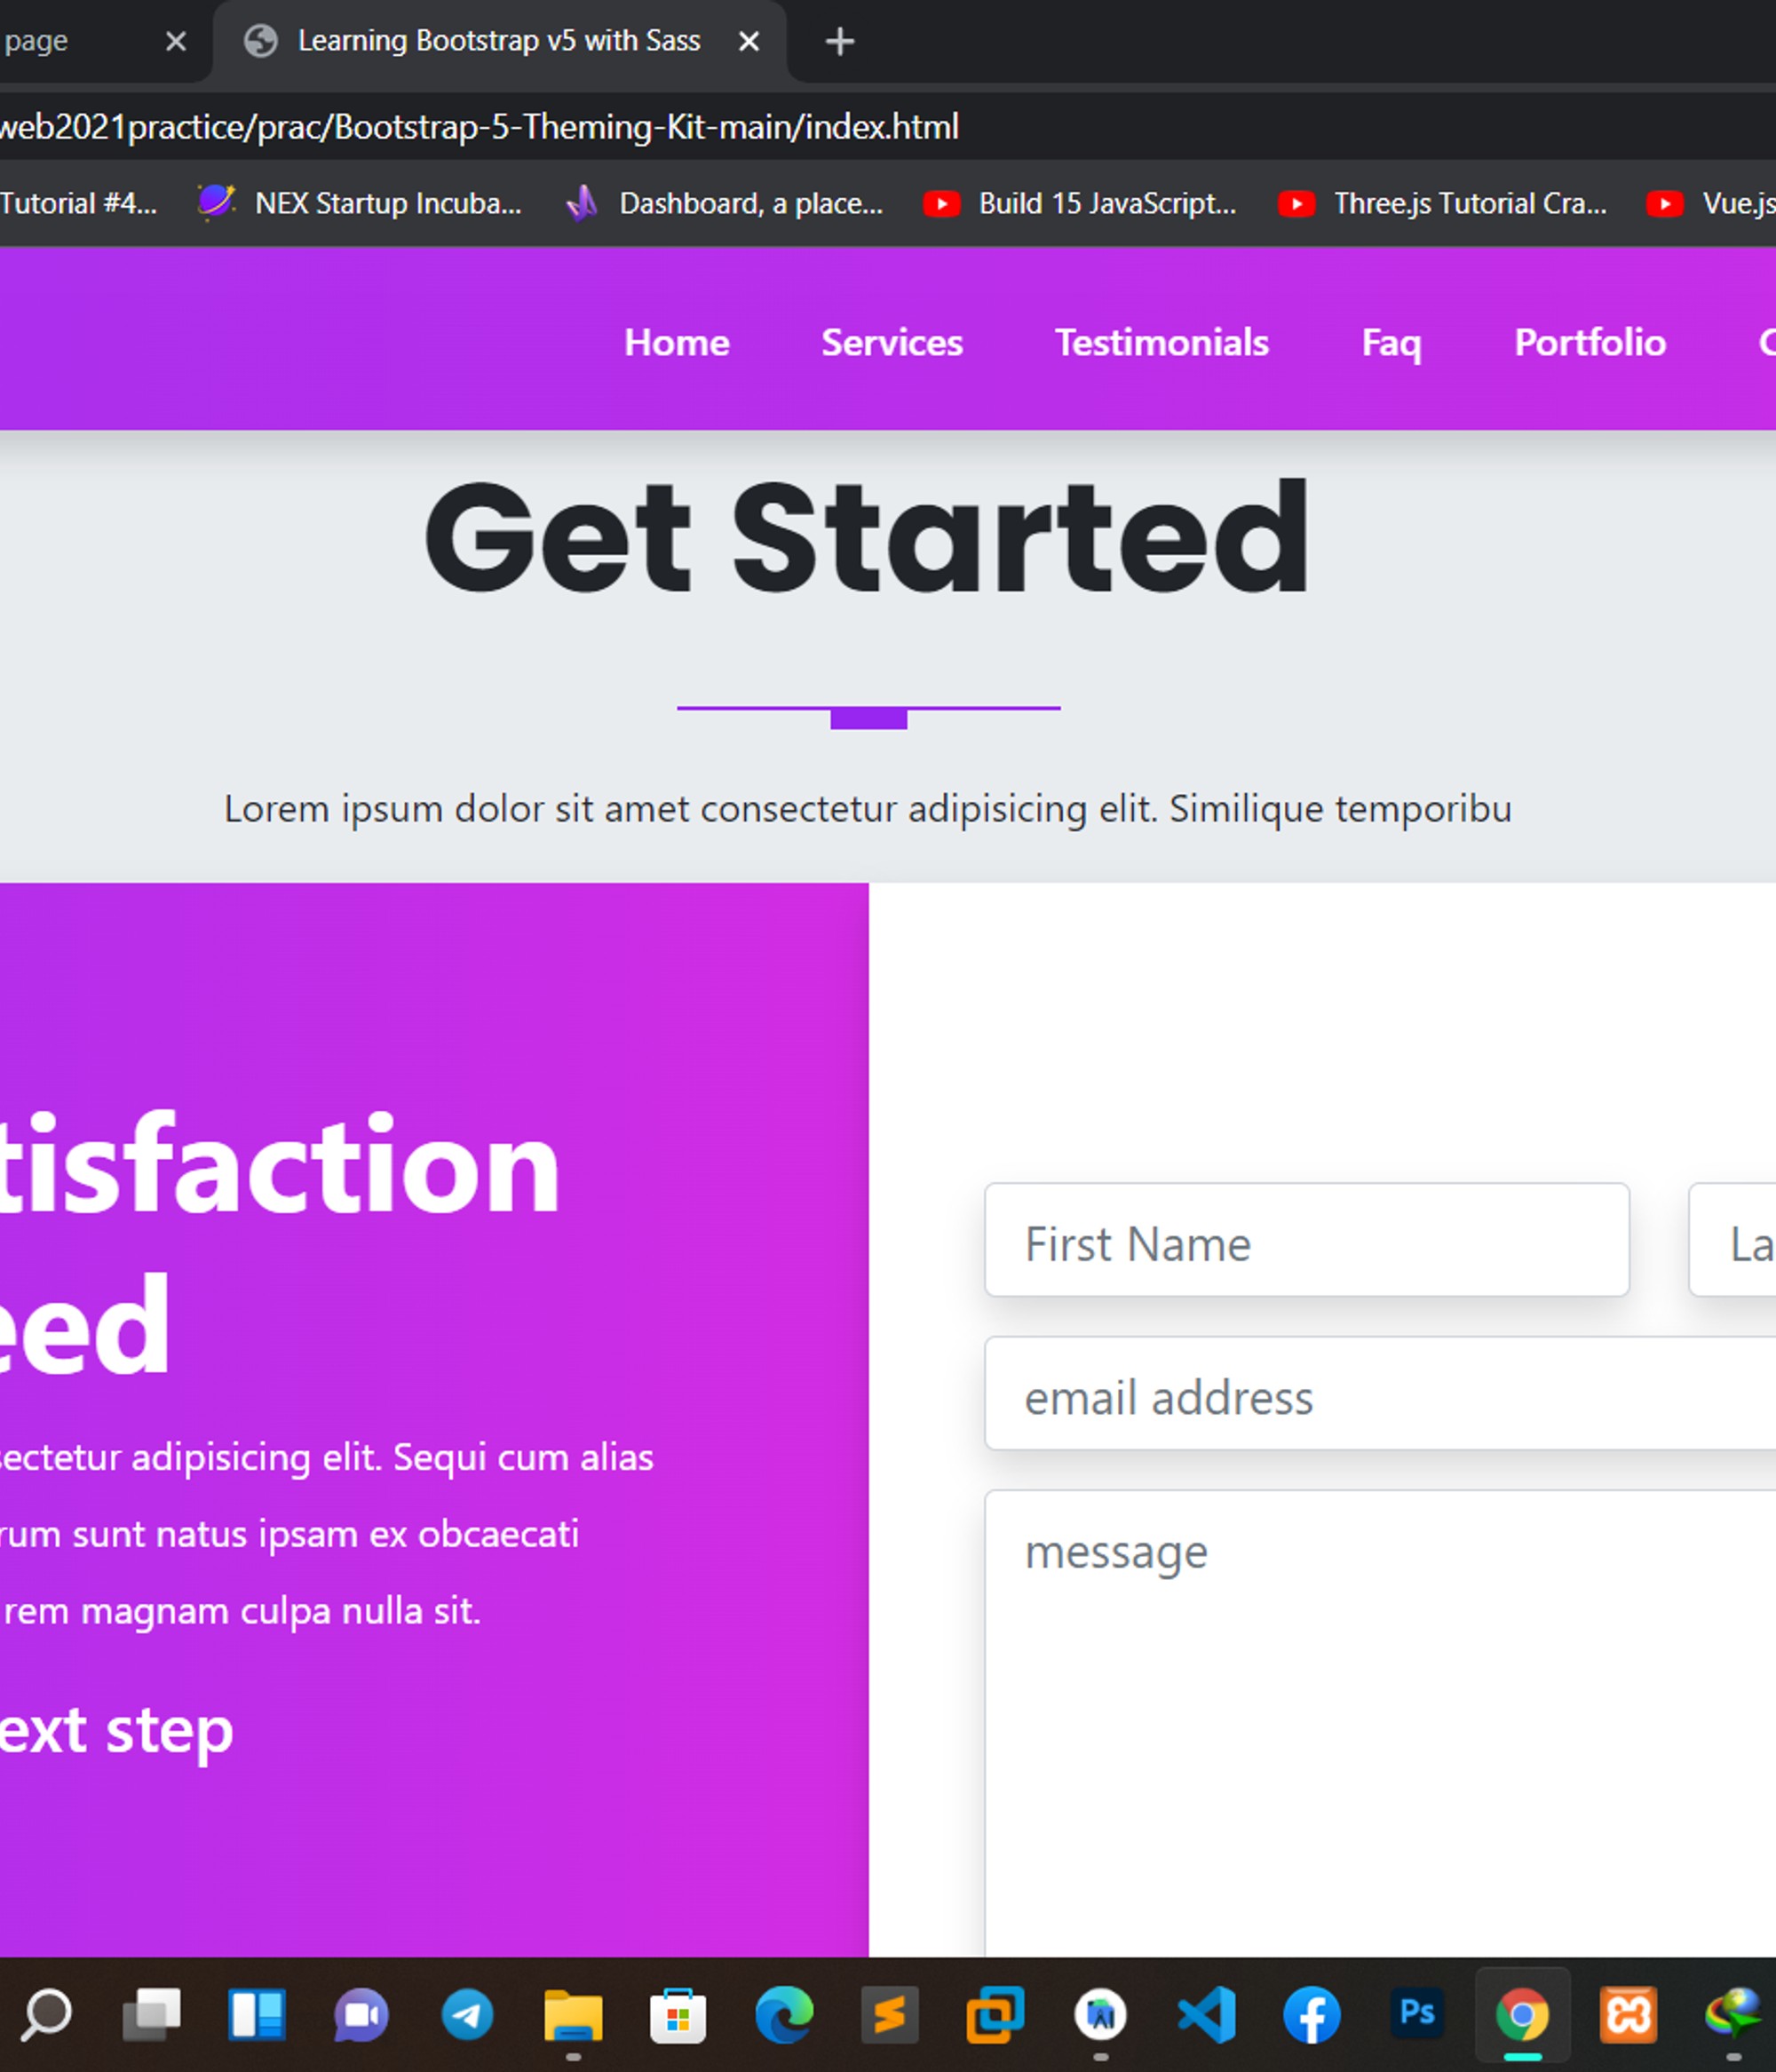 page
Learning Bootstrap v5 with Sass
web2021practice/prac/Bootstrap-5-Theming-Kit-main/index.html
Tutorial #4...
NEX Startup Incuba...
Dashboard, a place...
Build 15 JavaScript...
Three.js Tutorial Cra...
Vue.js
Home Services Testimonials Faq Portfolio
Get Started
Lorem ipsum dolor sit amet consectetur adipisicing elit. Similique temporibu
tisfaction
eed
sectetur adipisicing elit. Sequi cum alias
rum sunt natus ipsam ex obcaecati
rem magnam culpa nulla sit.
ext step
First Name
La
email address
message
Ps